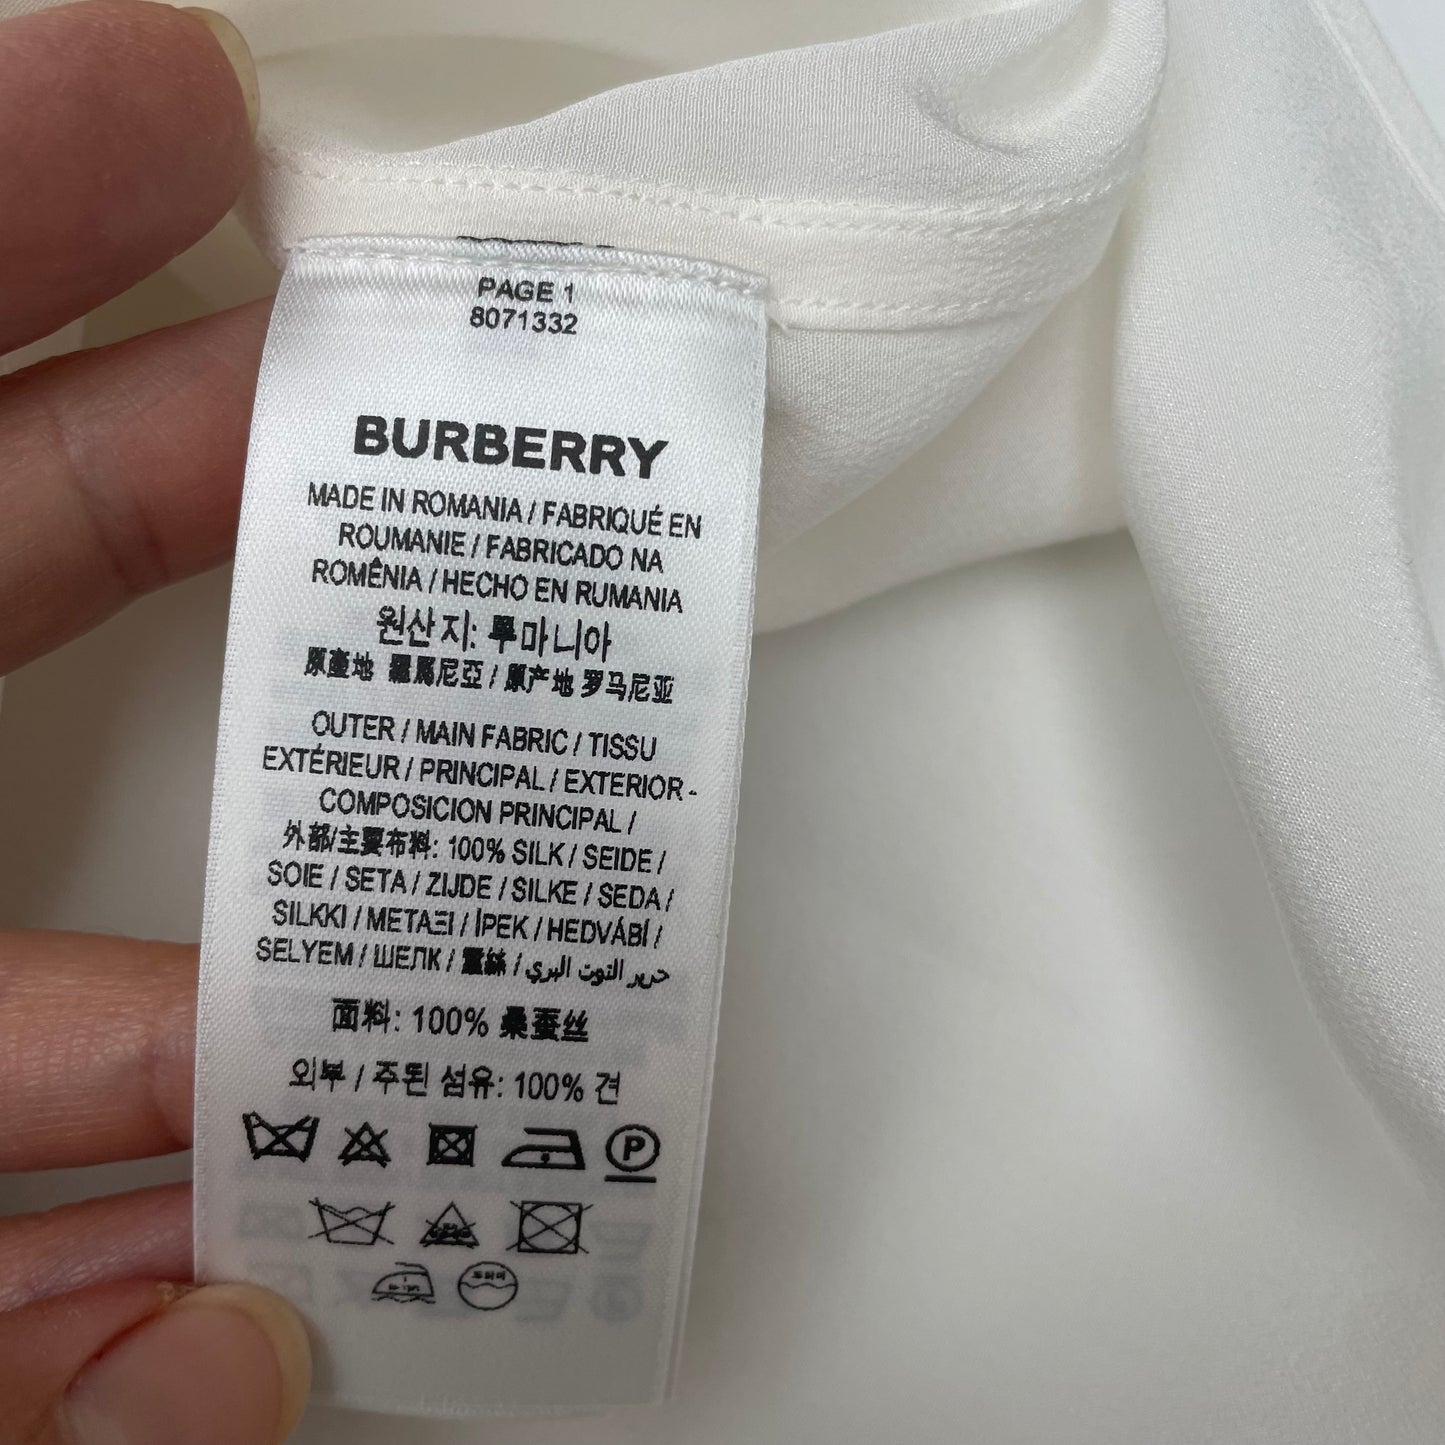 PAGE 1
8071332
BURBERRY
MADE IN ROMANIA / FABRIQUÉ EN
ROUMANIE / FABRICADO NA
ROMÊNIA / HECHO EN RUMANIA
원산지: 루마니아
原產地 羅馬尼亞 / 原产地 罗马尼亚
OUTER / MAIN FABRIC / TISSU
EXTÉRIEUR / PRINCIPAL / EXTERIOR -
COMPOSICION PRINCIPAL /
外部/主要布料: 100% SILK / SEIDE /
SOIE / SETA / ZIJDE / SILKE / SEDA /
SILKKI / ΜΕΤΑΞΙ / İPEK / HEDVÁBÍ /
SELYEM / ШЕЛК / 蠶絲 / حرير التوت البري
面料: 100% 桑蚕丝
외부 / 주된 섬유: 100% 견
P
드라이